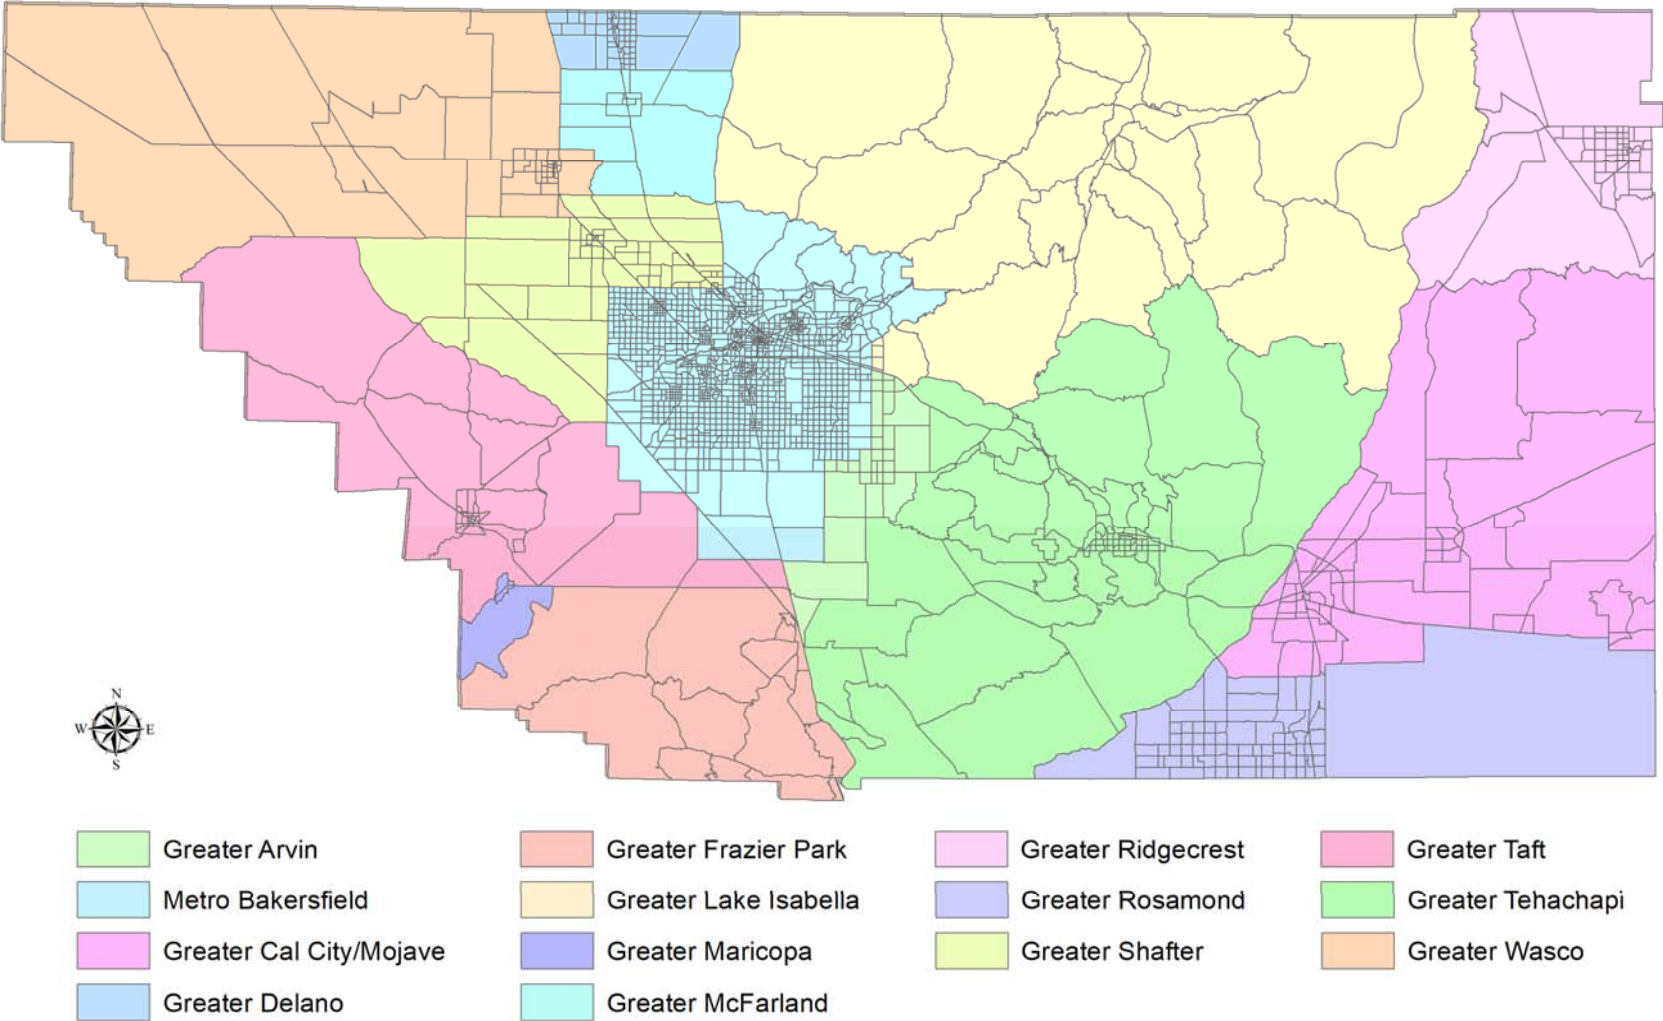 N
W E
S
Greater Arvin Greater Frazier Park Greater Ridgecrest Greater Taft
Metro Bakersfield Greater Lake Isabella Greater Rosamond Greater Tehachapi
Greater Cal City/Mojave Greater Maricopa Greater Shafter Greater Wasco
Greater Delano Greater McFarland